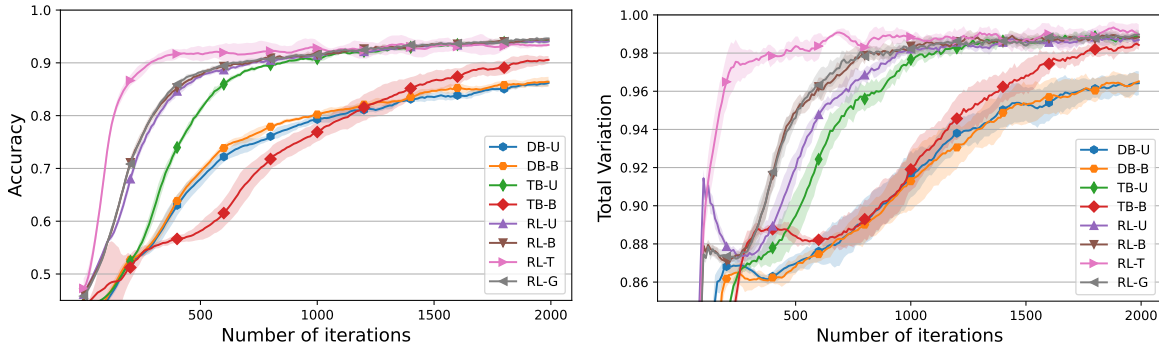 1.0
0.9
0.8
0.7
0.6
0.5
Accuracy
500
1000
1500
2000
Number of iterations
DB-U
DB-B
TB-U
TB-B
RL-U
RL-B
RL-T
RL-G
1.00
0.98
0.96
0.94
0.92
0.90
0.88
0.86
Total Variation
500
1000
1500
2000
Number of iterations
DB-U
DB-B
TB-U
TB-B
RL-U
RL-B
RL-T
RL-G